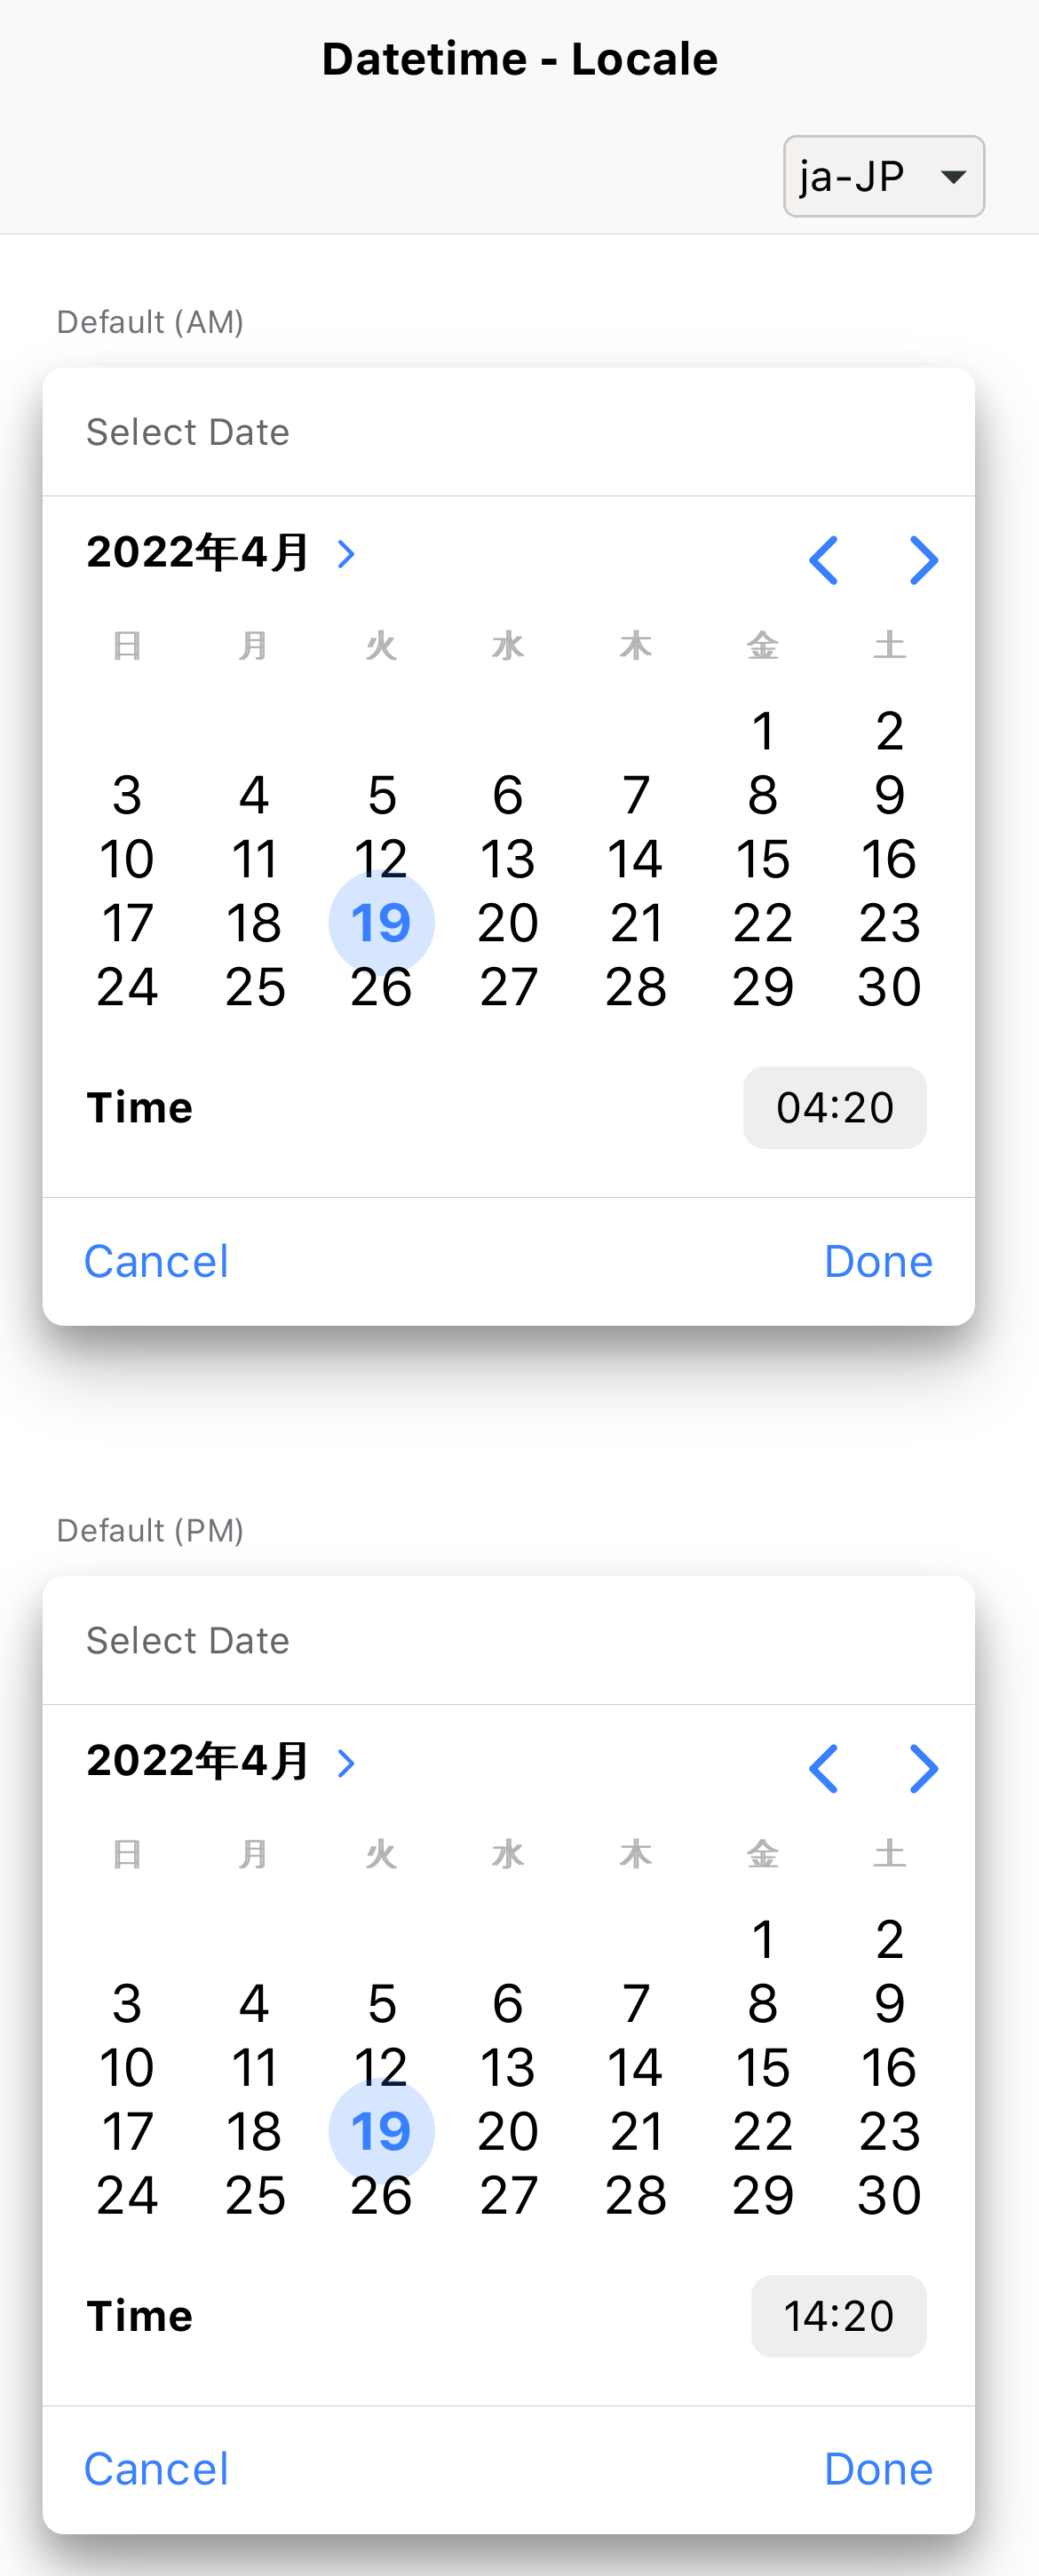 Datetime - Locale
ja-JP
Default (AM)
Select Date
2022年4月
日 月 火 水 木 金 土
1 2
3 4 5 6 7 8 9
10 11 12 13 14 15 16
17 18 19 20 21 22 23
24 25 26 27 28 29 30
Time 04:20
Cancel Done
Default (PM)
Select Date
2022年4月
日 月 火 水 木 金 土
1 2
3 4 5 6 7 8 9
10 11 12 13 14 15 16
17 18 19 20 21 22 23
24 25 26 27 28 29 30
Time 14:20
Cancel Done